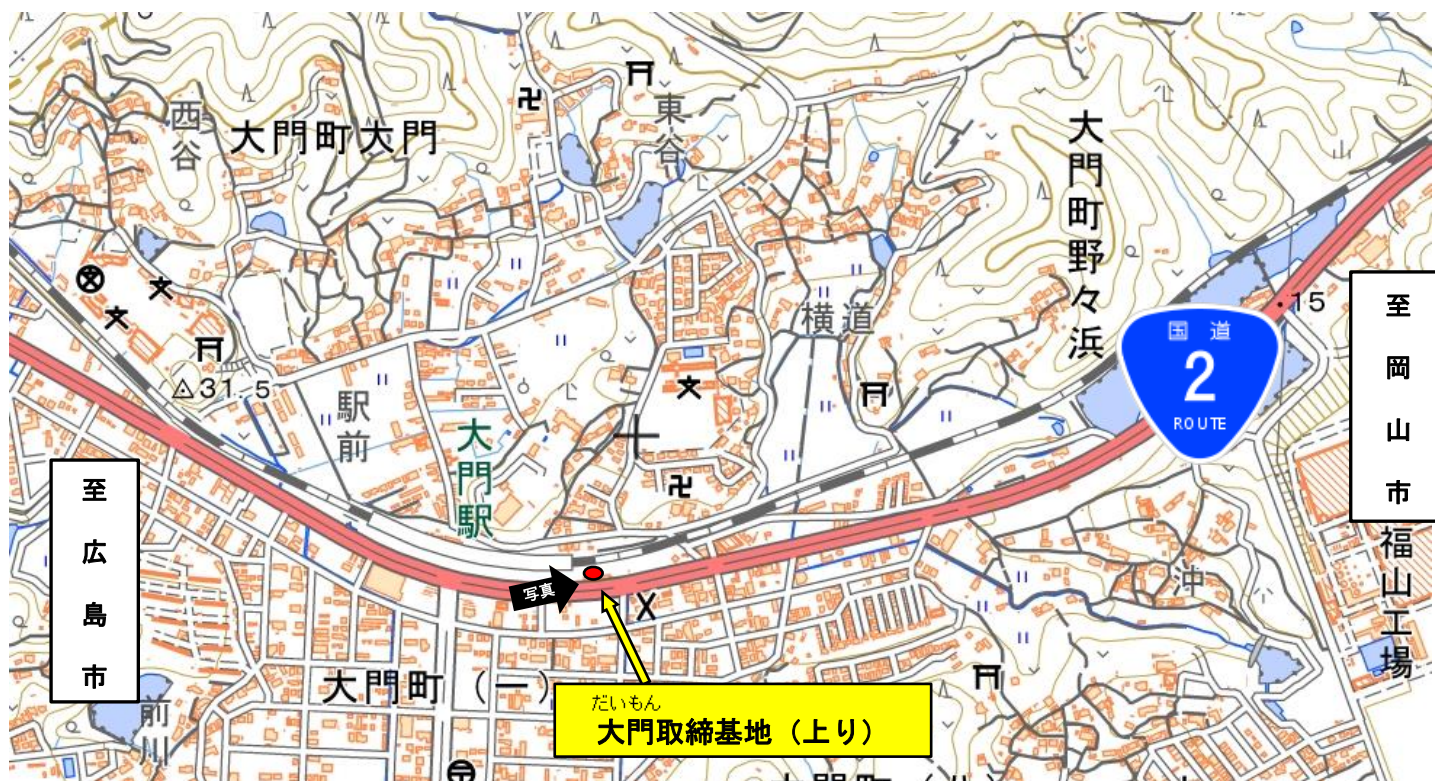 西谷
大門町大門
東谷
大門町野々浜
15
国道
2
ROUTE
至岡山市
横道
31.5
駅前
大門駅
至広島市
写真
福山工場
沖
大門町(一)
だいもん
大門取締基地(上り)
前川